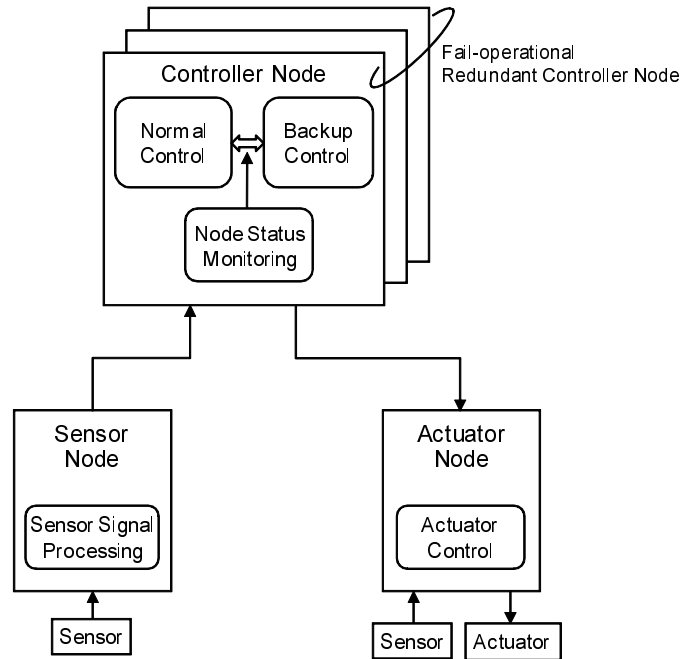 Fail-operational
Redundant Controller Node
Controller Node
Normal
Control
Backup
Control
Node Status
Monitoring
Sensor
Node
Sensor Signal
Processing
Sensor
Actuator
Node
Actuator
Control
Sensor
Actuator